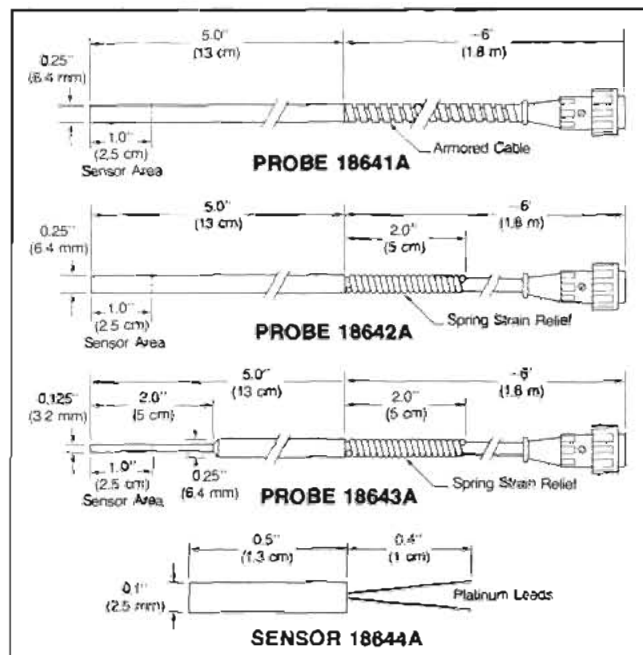 5.0" ~6'
(13 cm) (1.8 m)
0.25"
(6.4 mm)
1.0"
(2.5 cm)
Sensor Area
Armored Cable
PROBE 18641A
5.0" ~6'
(13 cm) (1.8 m)
0.25" 2.0"
(6.4 mm) (5 cm)
1.0"
(2.5 cm)
Sensor Area
Spring Strain Relief
PROBE 18642A
5.0" ~6'
(13 cm) (1.8 m)
0.125" 2.0" 2.0"
(3.2 mm) (5 cm) (5 cm)
1.0" 0.25"
(2.5 cm) (6.4 mm)
Sensor Area
Spring Strain Relief
PROBE 18643A
0.5" 0.4"
(1.3 cm) (1 cm)
0.1"
(2.5 mm)
Platinum Leads
SENSOR 18644A